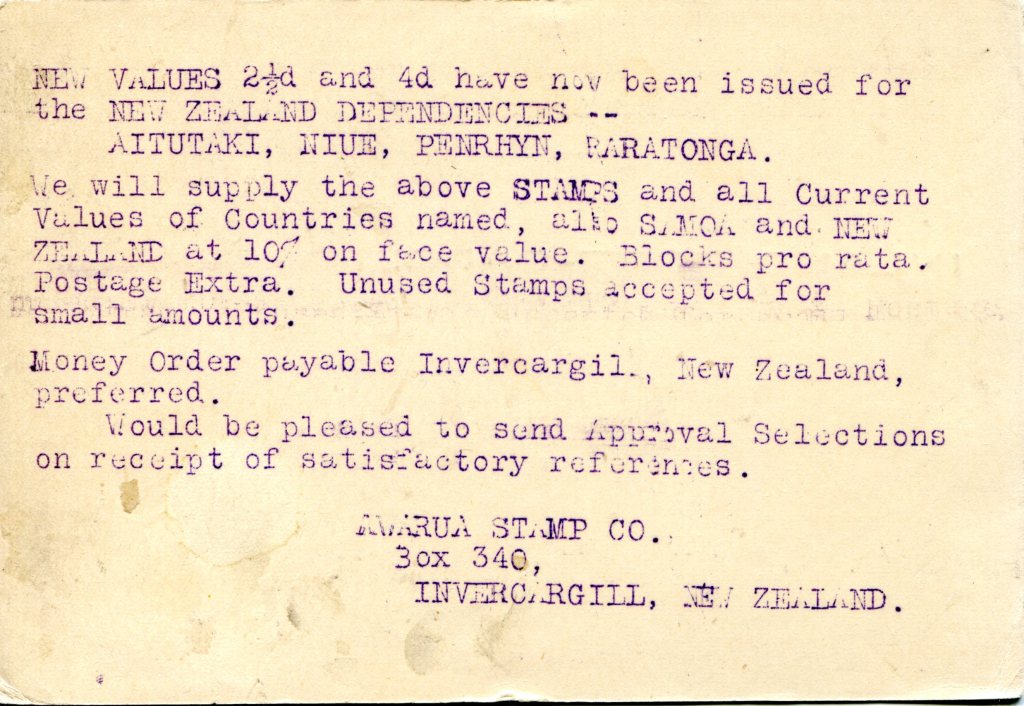 NEW VALUES 2½d and 4d have now been issued for
the NEW ZEALAND DEPENDENCIES --
AITUTAKI, NIUE, PENRHYN, RARATONGA.
We will supply the above STAMPS and all Current
Values of Countries named, also SAMOA and NEW
ZEALAND at 10% on face value. Blocks pro rata.
Postage Extra. Unused Stamps accepted for
small amounts.
Money Order payable Invercargill, New Zealand,
preferred.
Would be pleased to send Approval Selections
on receipt of satisfactory references.
AWARUA STAMP CO.
Box 340,
INVERCARGILL, NEW ZEALAND.